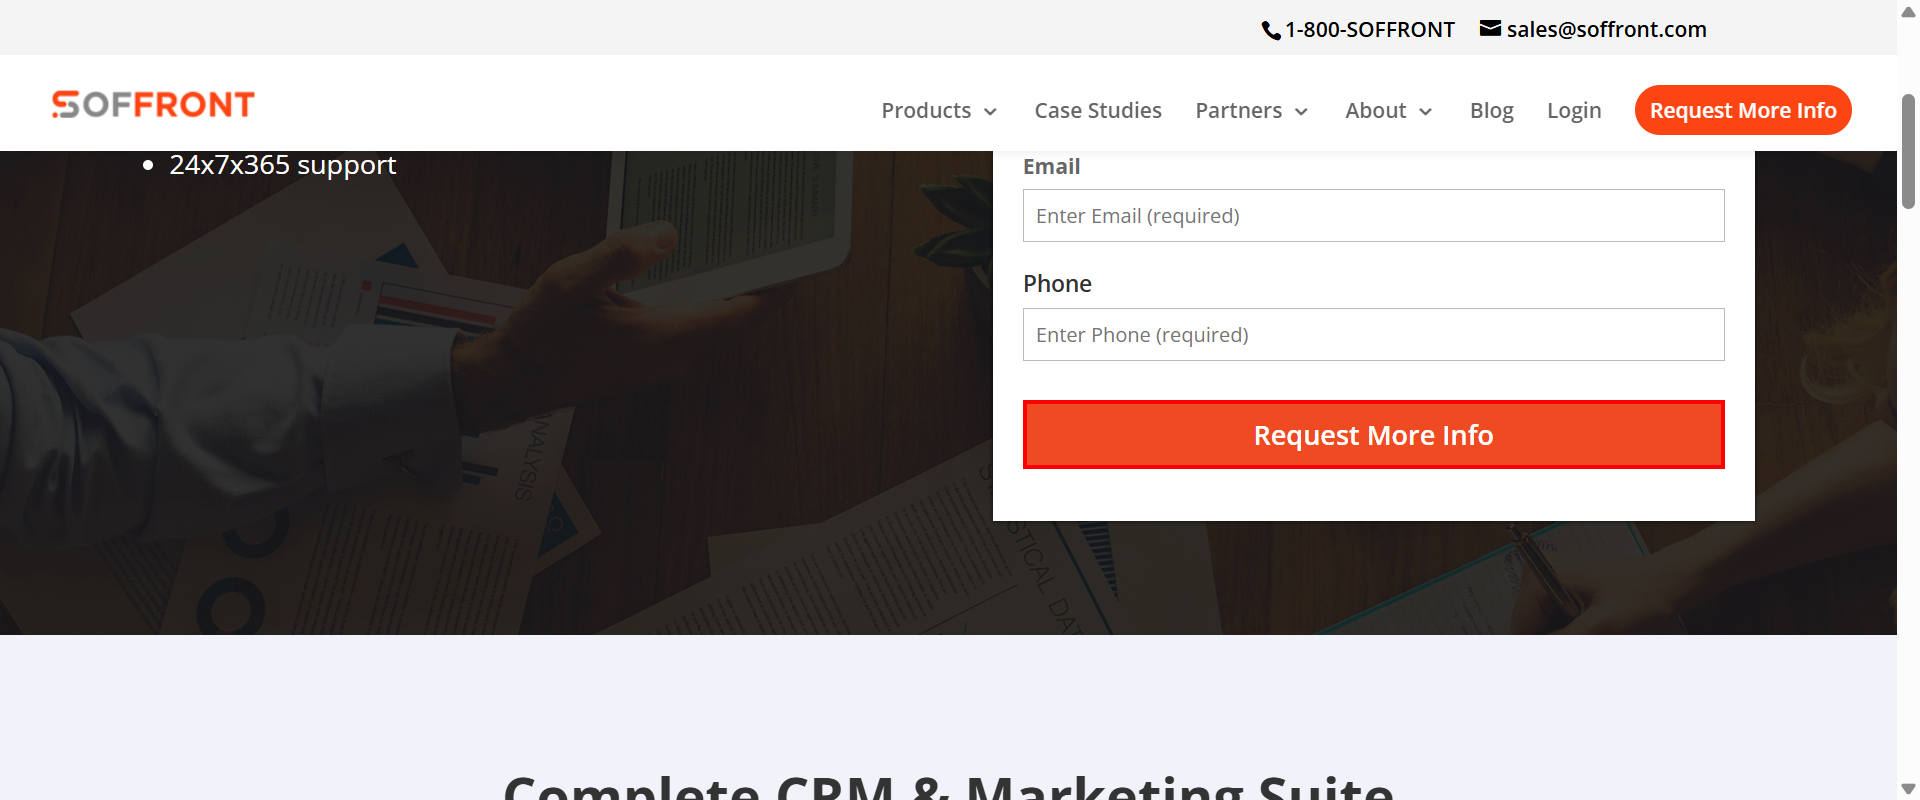 1-800-SOFFRONT sales@soffront.com
SOFFRONT
Products Case Studies Partners About Blog Login Request More Info
24x7x365 support
Email
Enter Email (required)
Phone
Enter Phone (required)
Request More Info
ANALYSIS
Complete CRM & Marketing Suite